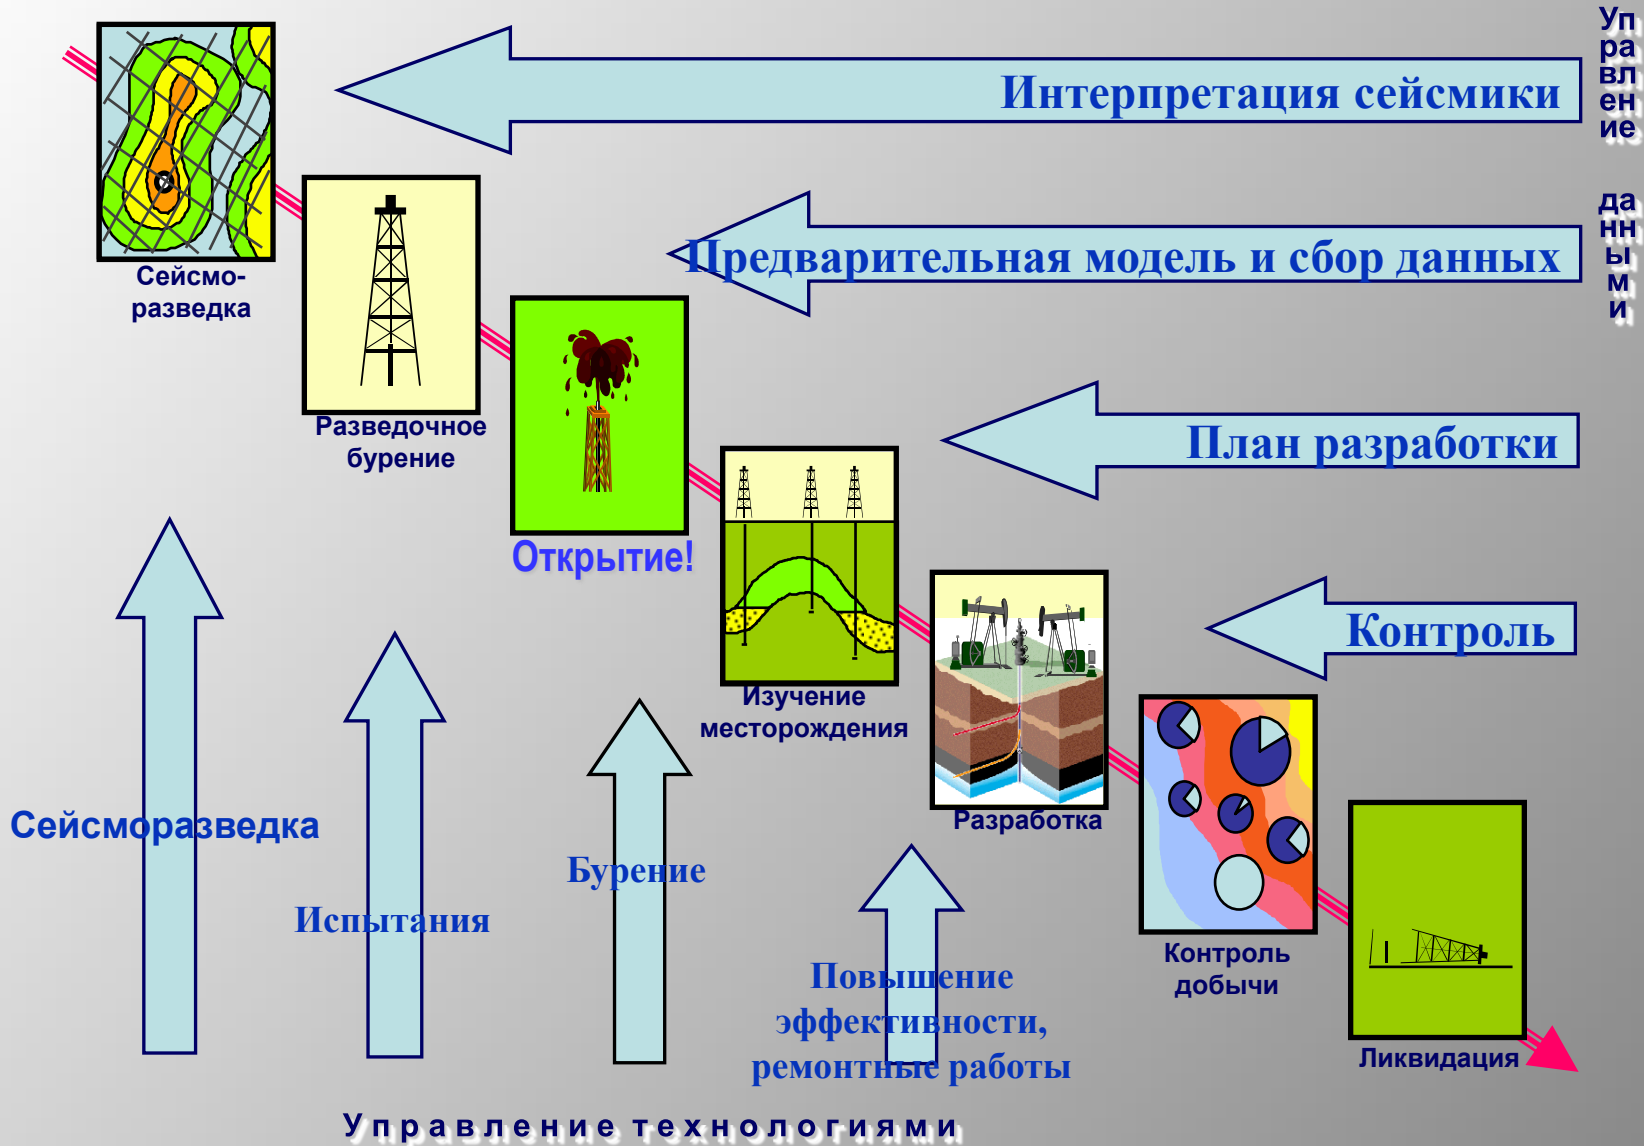 Уп
ра
вл
ен
ие
да
нн
ы
м
и
Интерпретация сейсмики
Предварительная модель и сбор данных
План разработки
Контроль
Сейсмо-
разведка
Разведочное
бурение
Открытие!
Изучение
месторождения
Разработка
Контроль
добычи
Ликвидация
Сейсморазведка
Испытания
Бурение
Повышение
эффективности,
ремонтные работы
Управление технологиями